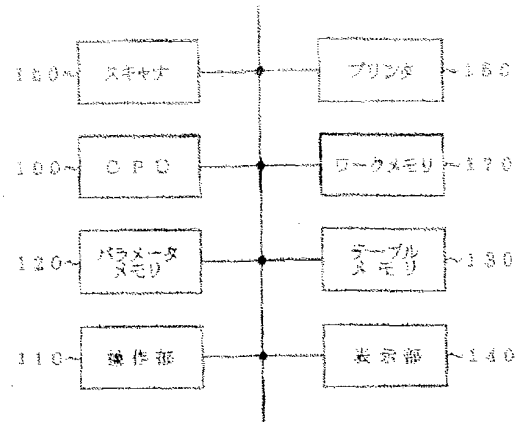 150 スキャナ
プリンタ 160
100 CPU
ワークメモリ 170
120 パラメータ
メモリ
テーブル
メモリ 130
110 操作部
表示部 140